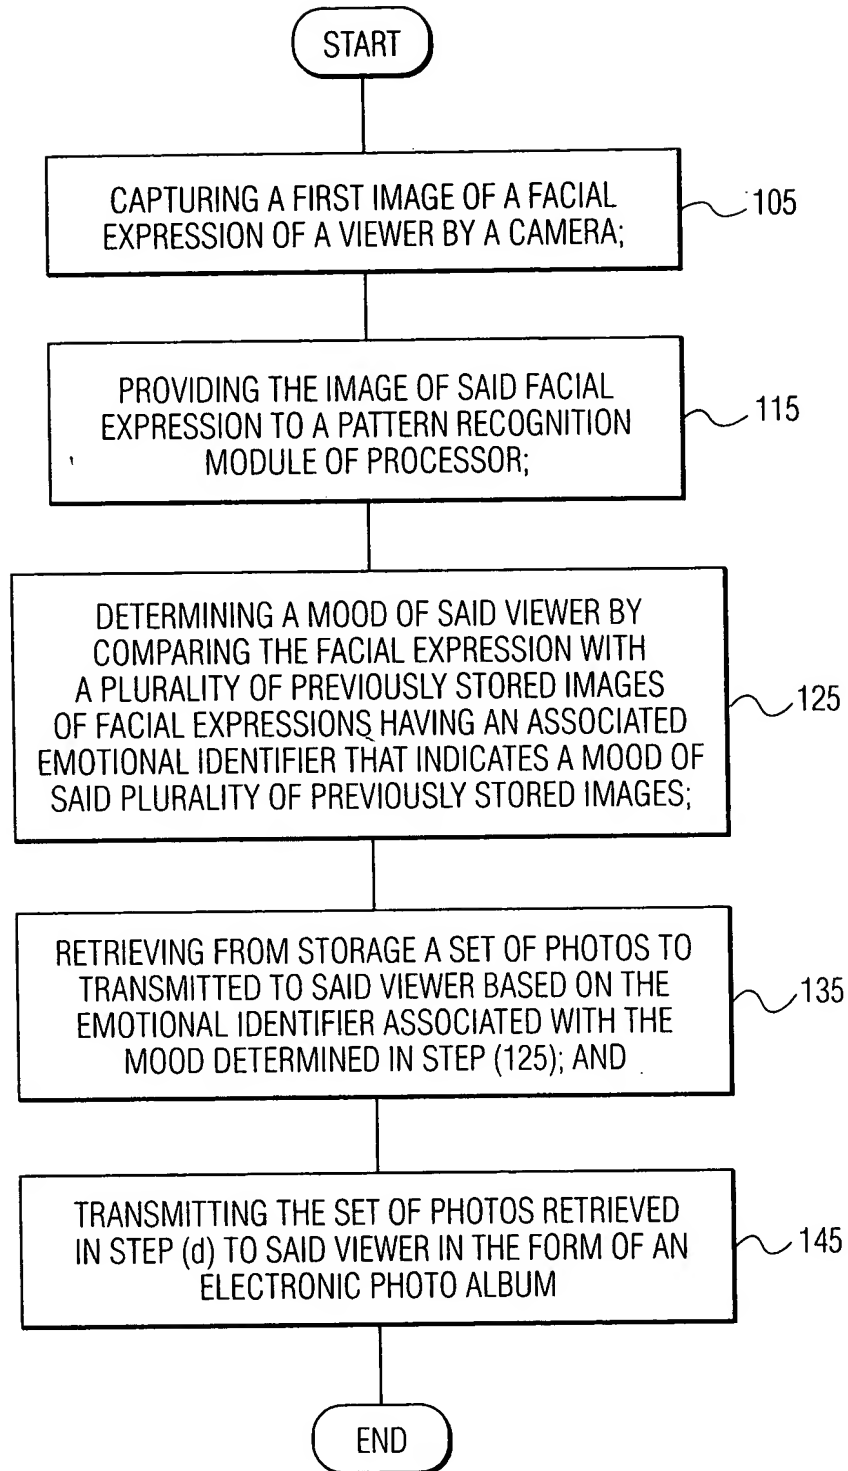 START
CAPTURING A FIRST IMAGE OF A FACIAL
EXPRESSION OF A VIEWER BY A CAMERA;
105
PROVIDING THE IMAGE OF SAID FACIAL
EXPRESSION TO A PATTERN RECOGNITION
MODULE OF PROCESSOR;
115
DETERMINING A MOOD OF SAID VIEWER BY
COMPARING THE FACIAL EXPRESSION WITH
A PLURALITY OF PREVIOUSLY STORED IMAGES
OF FACIAL EXPRESSIONS HAVING AN ASSOCIATED
EMOTIONAL IDENTIFIER THAT INDICATES A MOOD OF
SAID PLURALITY OF PREVIOUSLY STORED IMAGES;
125
RETRIEVING FROM STORAGE A SET OF PHOTOS TO
TRANSMITTED TO SAID VIEWER BASED ON THE
EMOTIONAL IDENTIFIER ASSOCIATED WITH THE
MOOD DETERMINED IN STEP (125); AND
135
TRANSMITTING THE SET OF PHOTOS RETRIEVED
IN STEP (d) TO SAID VIEWER IN THE FORM OF AN
ELECTRONIC PHOTO ALBUM
145
END